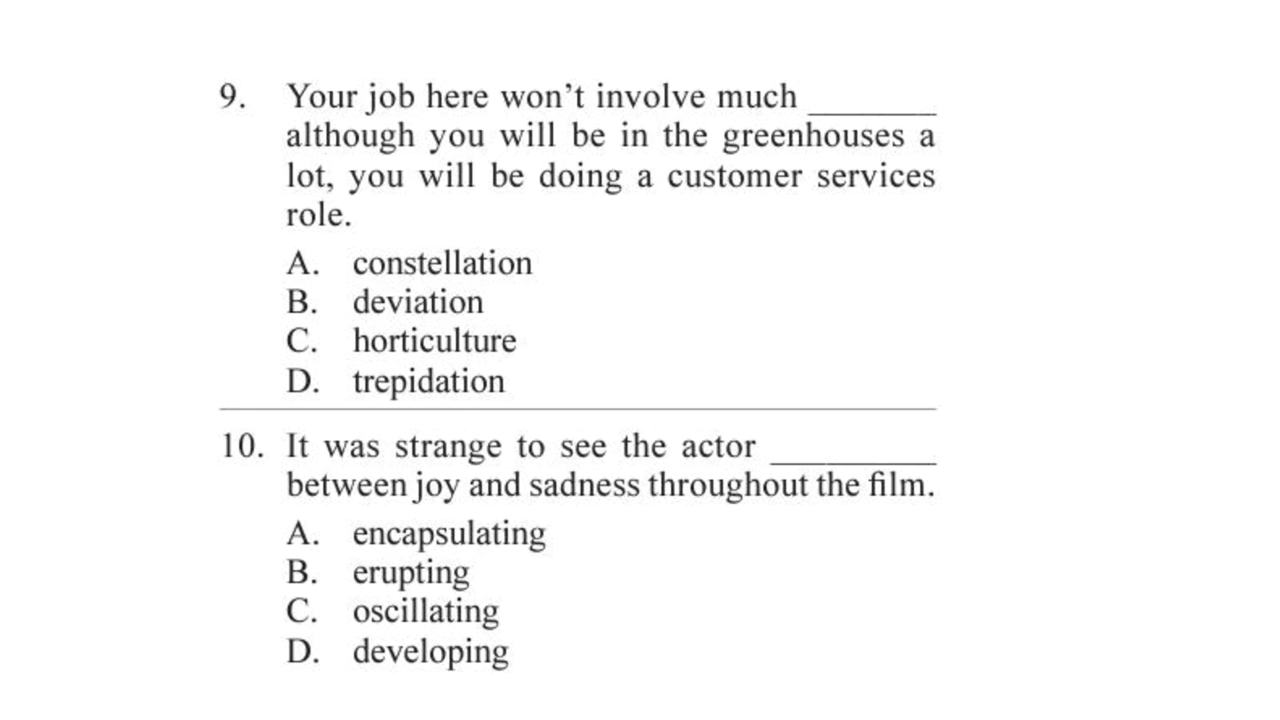 9. Your job here won’t involve much ________
although you will be in the greenhouses a
lot, you will be doing a customer services
role.
A. constellation
B. deviation
C. horticulture
D. trepidation
10. It was strange to see the actor __________
between joy and sadness throughout the film.
A. encapsulating
B. erupting
C. oscillating
D. developing